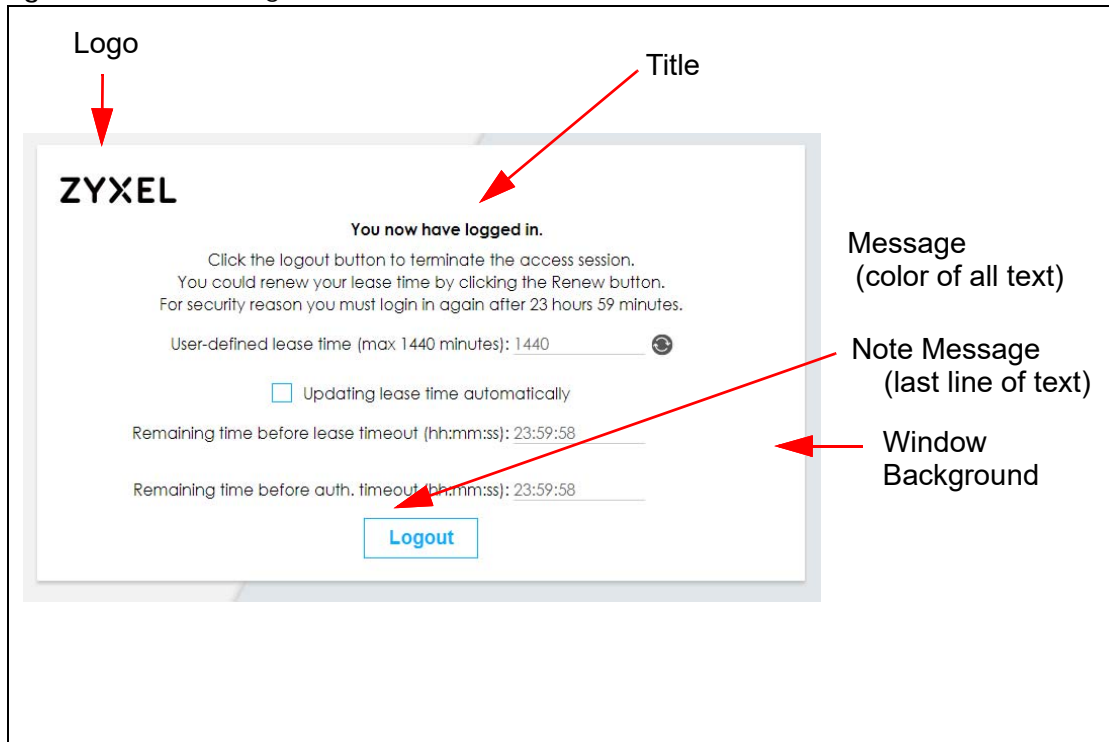 Logo
Title
ZYXEL
You now have logged in.
Click the logout button to terminate the access session.
You could renew your lease time by clicking the Renew button.
For security reason you must login in again after 23 hours 59 minutes.
User-defined lease time (max 1440 minutes): 1440
Updating lease time automatically
Remaining time before lease timeout (hh:mm:ss): 23:59:58
Remaining time before auth. timeout (hh:mm:ss): 23:59:58
Logout
Message
(color of all text)
Note Message
(last line of text)
Window
Background